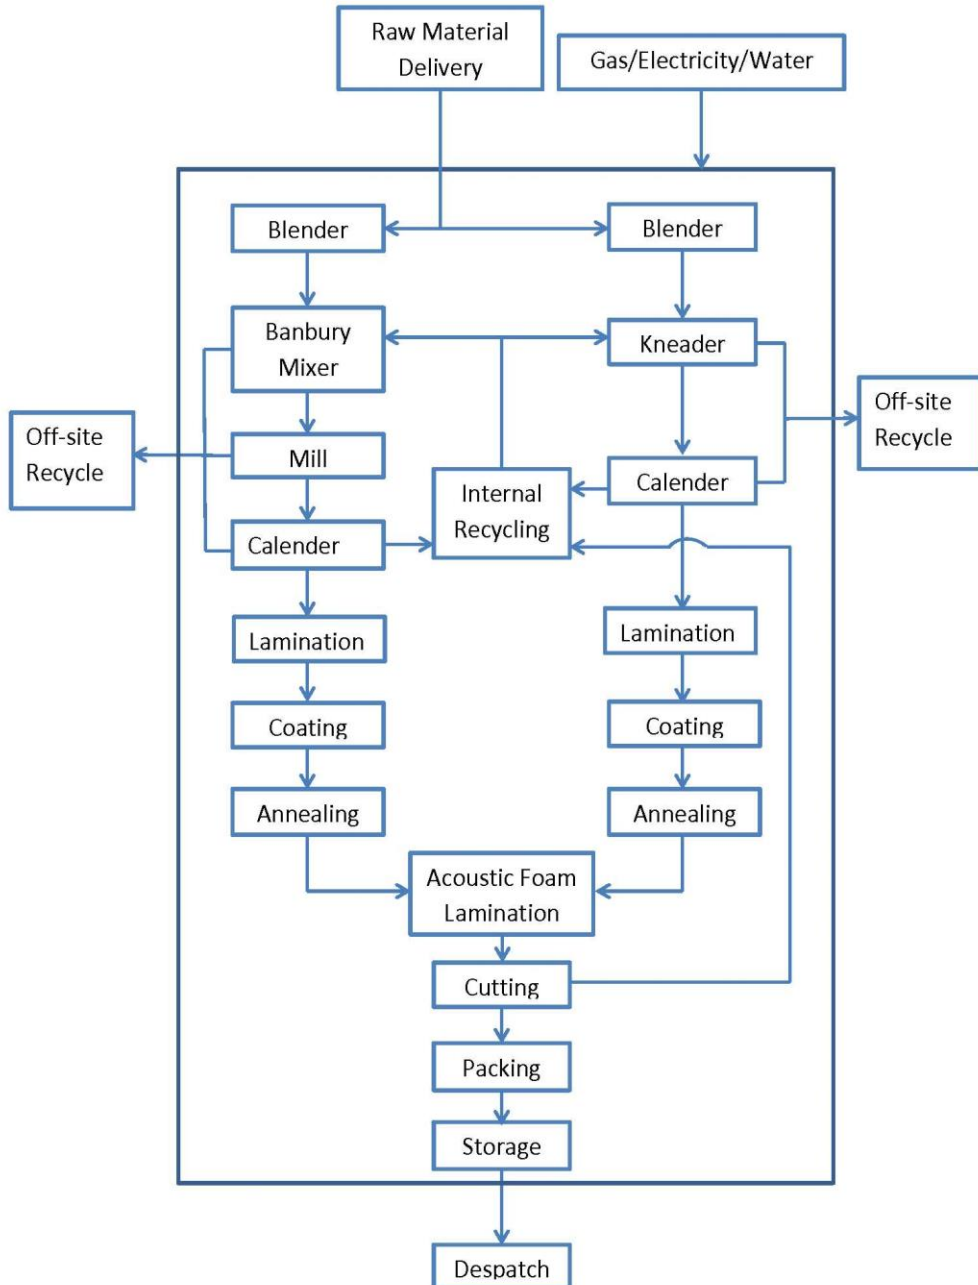 Raw Material
Delivery
Gas/Electricity/Water
Blender
Blender
Banbury
Mixer
Kneader
Off-site
Recycle
Off-site
Recycle
Mill
Calender
Internal
Recycling
Calender
Lamination
Lamination
Coating
Coating
Annealing
Annealing
Acoustic Foam
Lamination
Cutting
Packing
Storage
Despatch